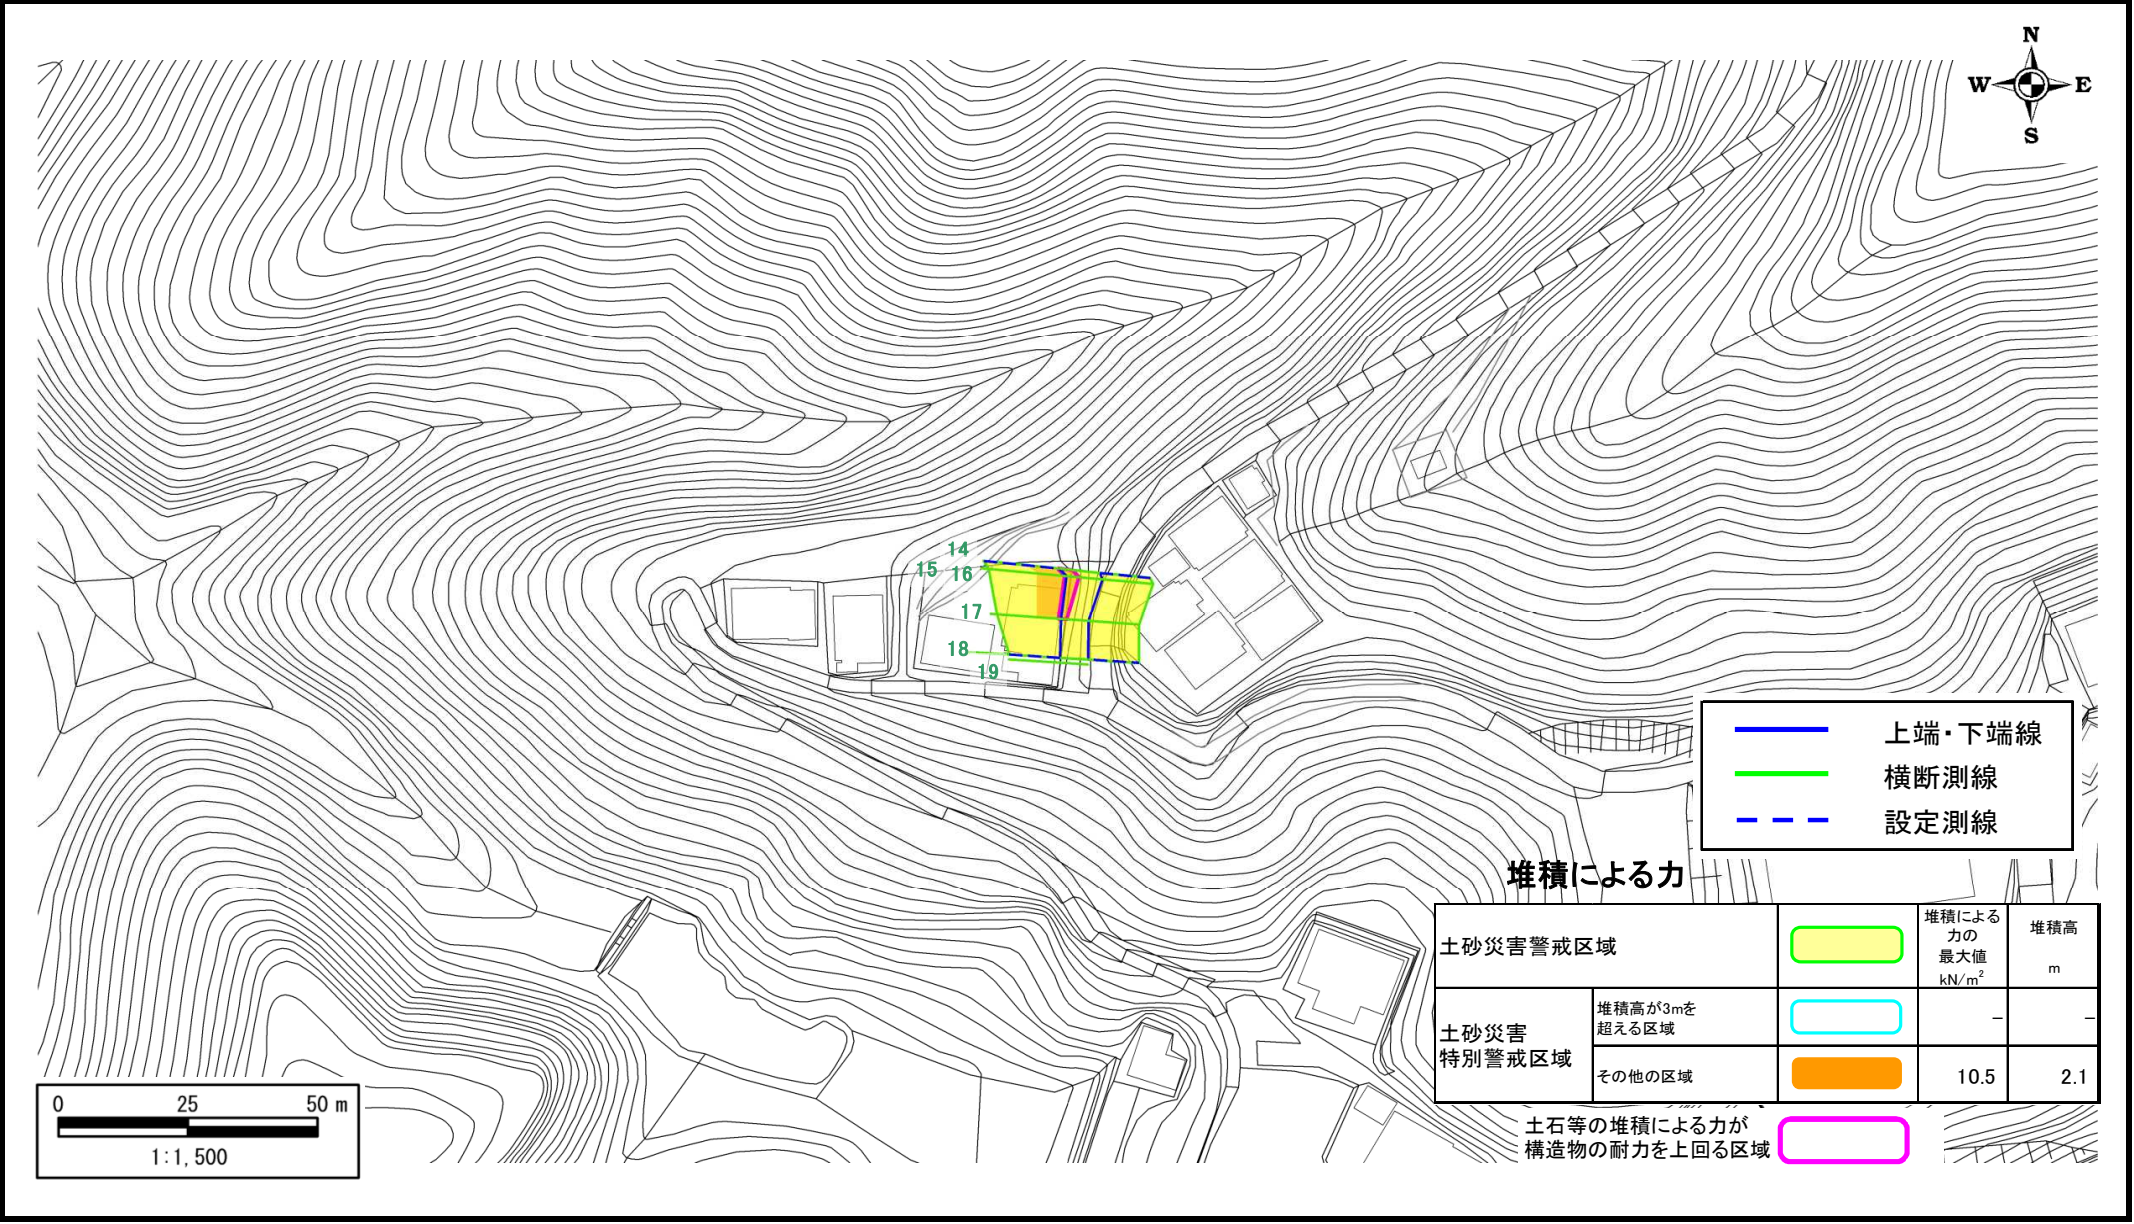 N
W E
S
14
15 16
17
18
19
上端・下端線
横断測線
設定測線
堆積による力
土砂災害警戒区域
堆積による
力の
最大値
kN/m²
堆積高
m
土砂災害
特別警戒区域
堆積高が3mを
超える区域
－ －
その他の区域
10.5 2.1
土石等の堆積による力が
構造物の耐力を上回る区域
0 25 50 m
1:1,500